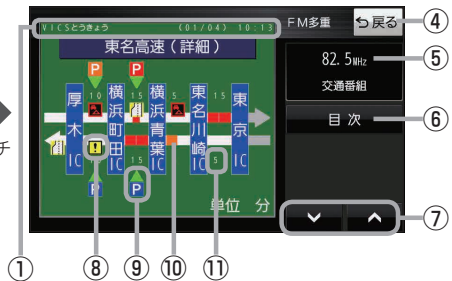 VICSとうきょう (01/04) 10:13
FM多重
戻る
④
東名高速(詳細)
82.5MHz
交通番組
⑤
目次
⑥
P P
10 15 5 15
厚木IC
横浜町田IC
横浜青葉IC
東名川崎IC
東京IC
チ
!
15 15 5
P P
単位 分
⑦
① ⑧ ⑨ ⑩ ⑪